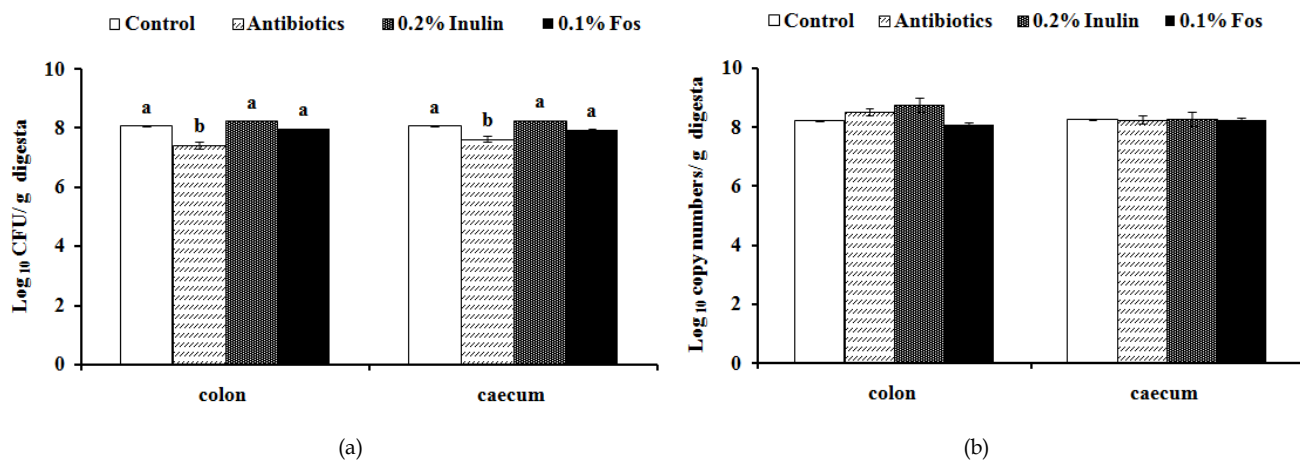 Control Antibiotics 0.2% Inulin 0.1% Fos
Log 10 CFU/ g digesta
10
8
6
4
2
0
a b a a a b a a
colon caecum
(a)
Control Antibiotics 0.2% Inulin 0.1% Fos
Log 10 copy numbers/ g digesta
10
8
6
4
2
0
colon caecum
(b)